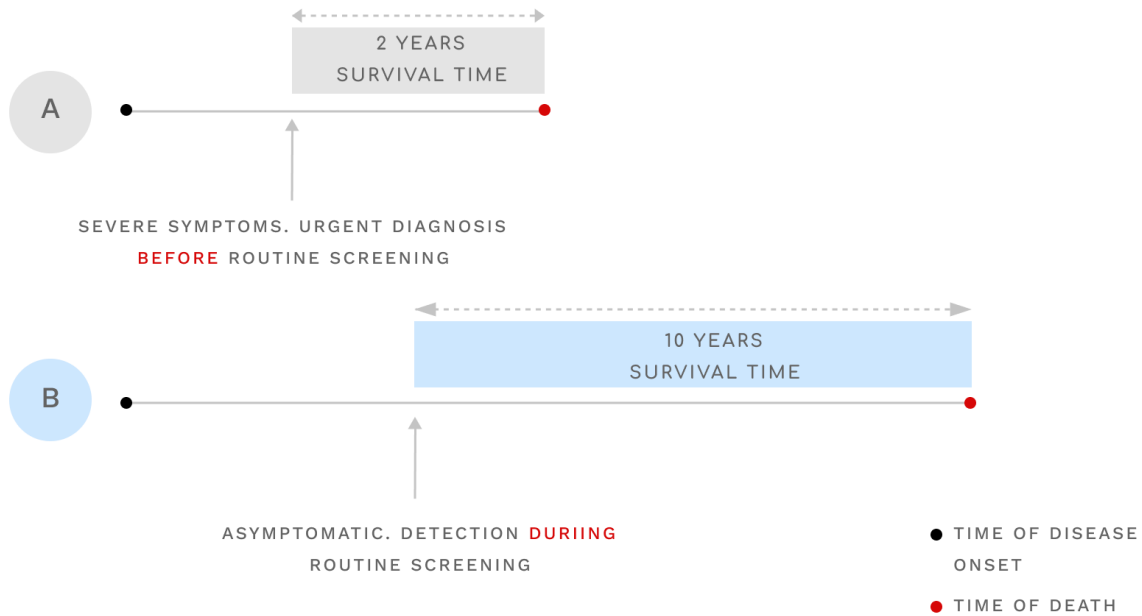 2 YEARS
SURVIVAL TIME
A
SEVERE SYMPTOMS. URGENT DIAGNOSIS
BEFORE ROUTINE SCREENING
10 YEARS
SURVIVAL TIME
B
ASYMPTOMATIC. DETECTION DURIING
ROUTINE SCREENING
TIME OF DISEASE
ONSET
TIME OF DEATH